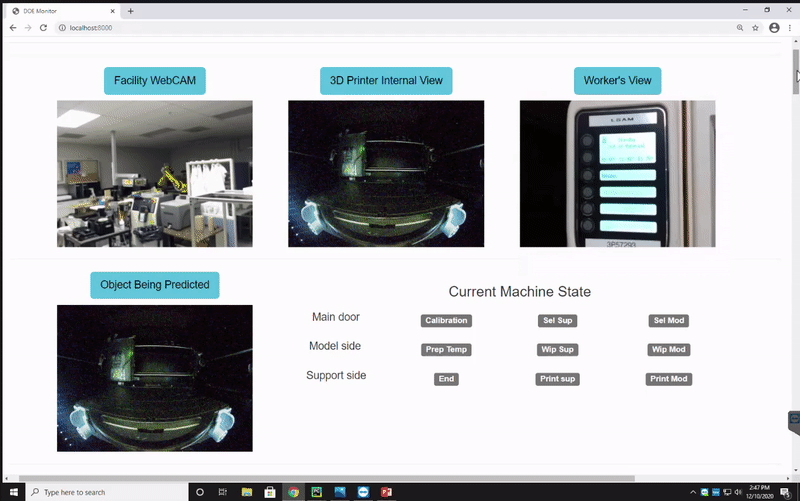 DOE Monitor
localhost:8000
Facility WebCAM
3D Printer Internal View
Worker's View
3P57293
Object Being Predicted
Current Machine State
Main door
Calibration
Sel Sup
Sel Mod
Model side
Prep Temp
Wip Sup
Wip Mod
Support side
End
Print sup
Print Mod
Type here to search
2:47 PM
12/10/2020